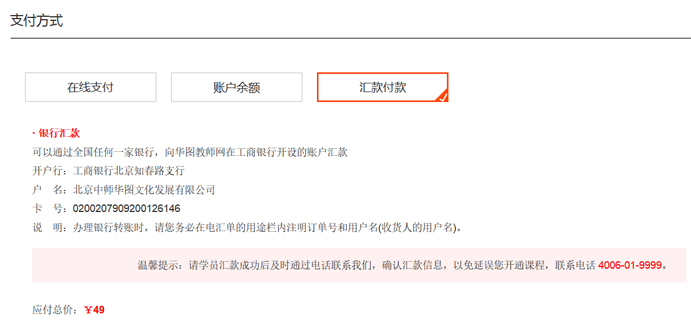 支付方式
在线支付 账户余额 汇款付款
· 银行汇款
可以通过全国任何一家银行，向华图教师网在工商银行开设的账户汇款
开户行：工商银行北京知春路支行
户 名：北京中师华图文化发展有限公司
卡 号：0200207909200126146
说 明：办理银行转账时，请您务必在电汇单的用途栏内注明订单号和用户名(收货人的用户名)。
温馨提示：请学员汇款成功后及时通过电话联系我们，确认汇款信息，以免延误您开通课程，联系电话 4006-01-9999。
应付总价：￥49